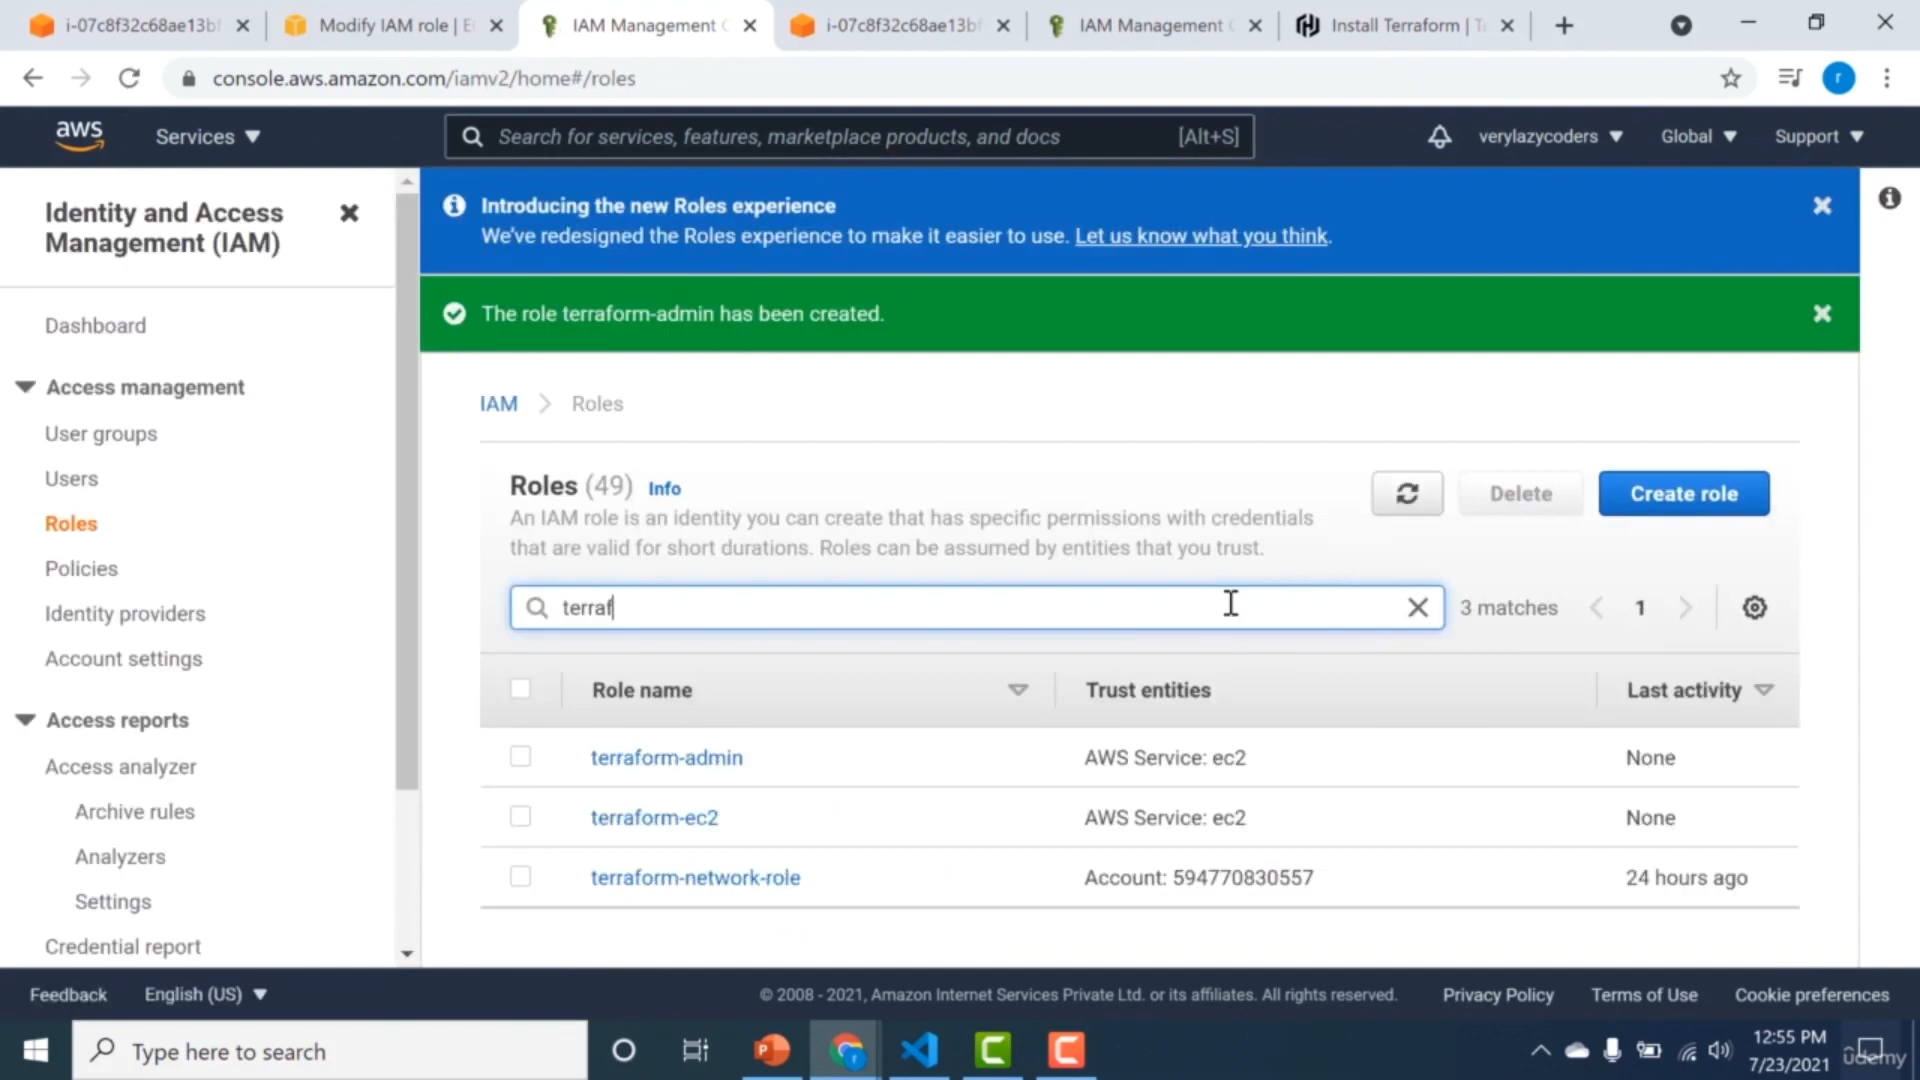 i-07c8f32c68ae13bf
Modify IAM role | E
IAM Management C
i-07c8f32c68ae13bf
IAM Management C
Install Terraform | T
console.aws.amazon.com/iamv2/home#/roles
r
aws
Services
Search for services, features, marketplace products, and docs
[Alt+S]
verylazycoders
Global
Support
Identity and Access
Management (IAM)
Dashboard
Access management
User groups
Users
Roles
Policies
Identity providers
Account settings
Access reports
Access analyzer
Archive rules
Analyzers
Settings
Credential report
Introducing the new Roles experience
We've redesigned the Roles experience to make it easier to use. Let us know what you think.
The role terraform-admin has been created.
IAM > Roles
Roles (49) Info
Delete
Create role
An IAM role is an identity you can create that has specific permissions with credentials
that are valid for short durations. Roles can be assumed by entities that you trust.
terraf
3 matches
1
Role name
Trust entities
Last activity
terraform-admin
AWS Service: ec2
None
terraform-ec2
AWS Service: ec2
None
terraform-network-role
Account: 594770830557
24 hours ago
Feedback
English (US)
© 2008 - 2021, Amazon Internet Services Private Ltd. or its affiliates. All rights reserved.
Privacy Policy
Terms of Use
Cookie preferences
Type here to search
12:55 PM
7/23/2021
ûdemy